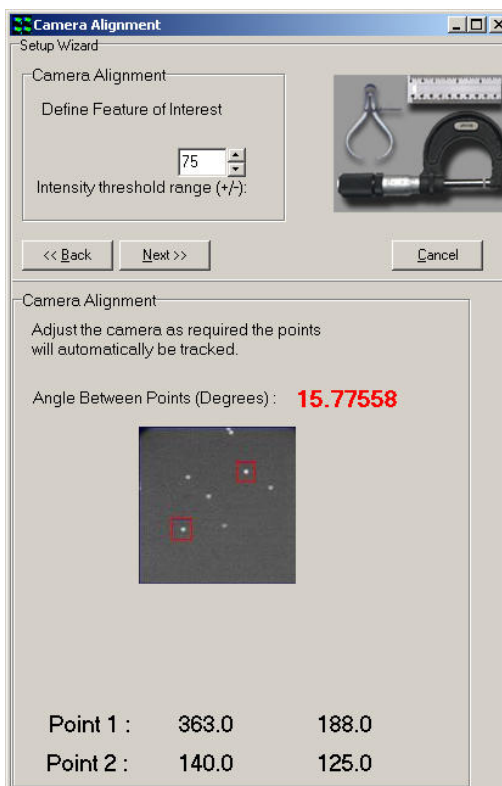 Camera Alignment
Setup Wizard
Camera Alignment
Define Feature of Interest
75
Intensity threshold range (+/-):
<< Back Next >> Cancel
Camera Alignment
Adjust the camera as required the points
will automatically be tracked.
Angle Between Points (Degrees) : 15.77558
Point 1 : 363.0 188.0
Point 2 : 140.0 125.0